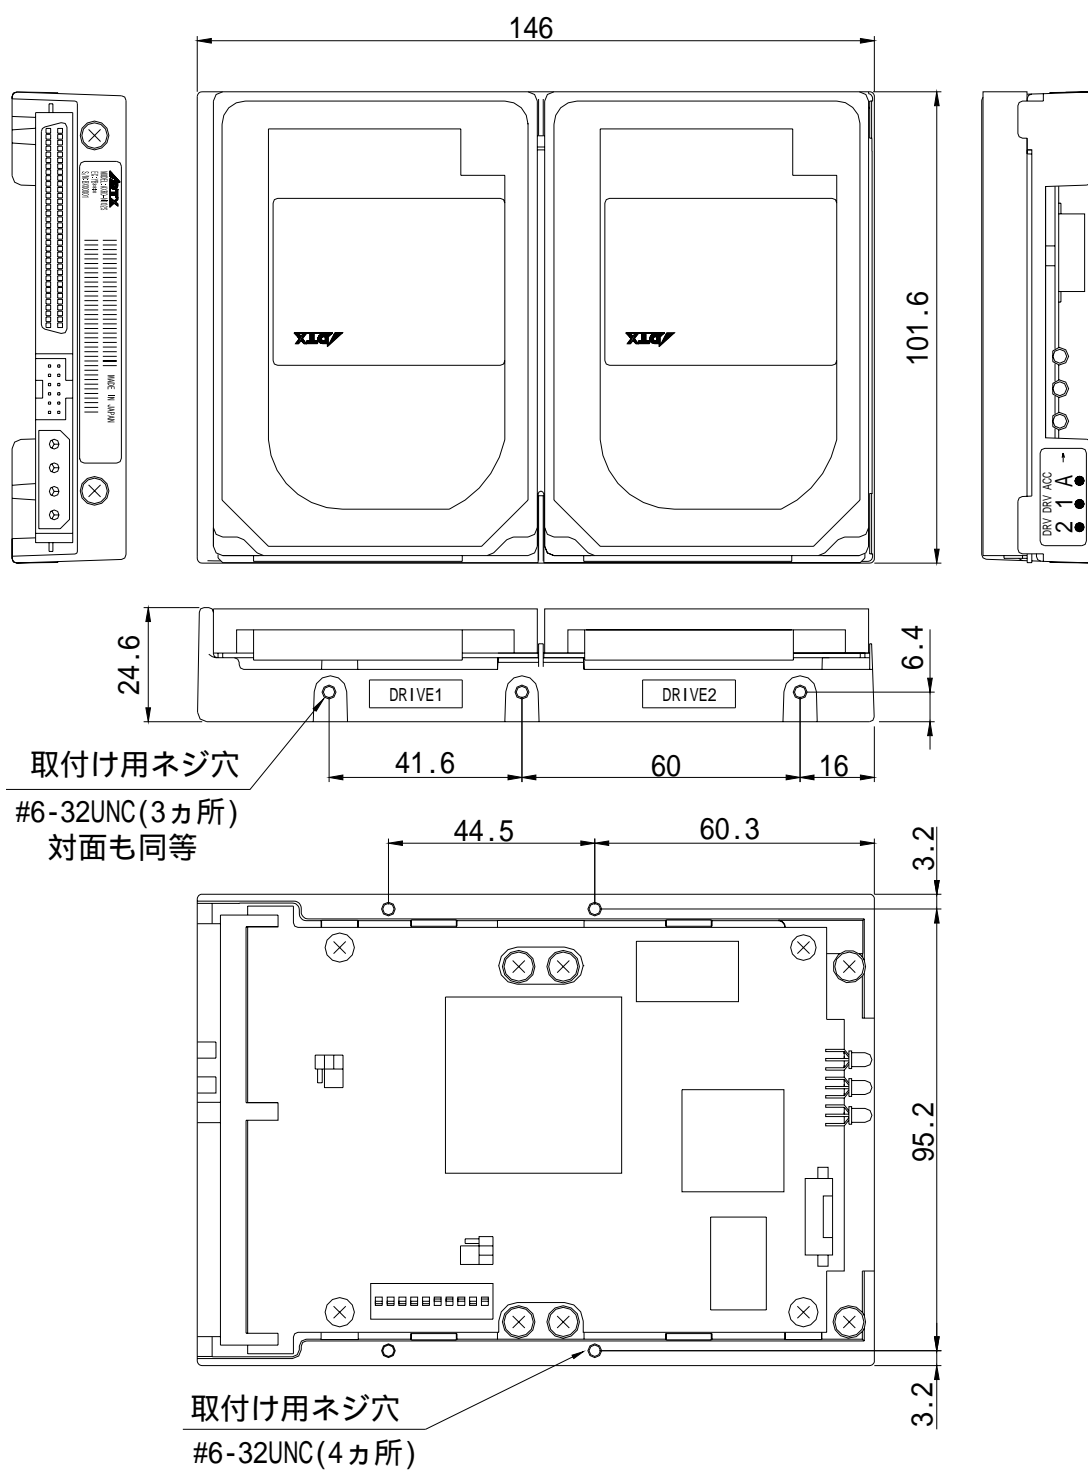 146
ADTX
MADE IN JAPAN
ADTX
ADTX
101.6
DRV DRV ACC
2 1 A
24.6
6.4
DRIVE1
DRIVE2
取付け用ネジ穴
#6-32UNC(3ヵ所)
対面も同等
41.6
60
16
44.5
60.3
3.2
95.2
3.2
取付け用ネジ穴
#6-32UNC(4ヵ所)